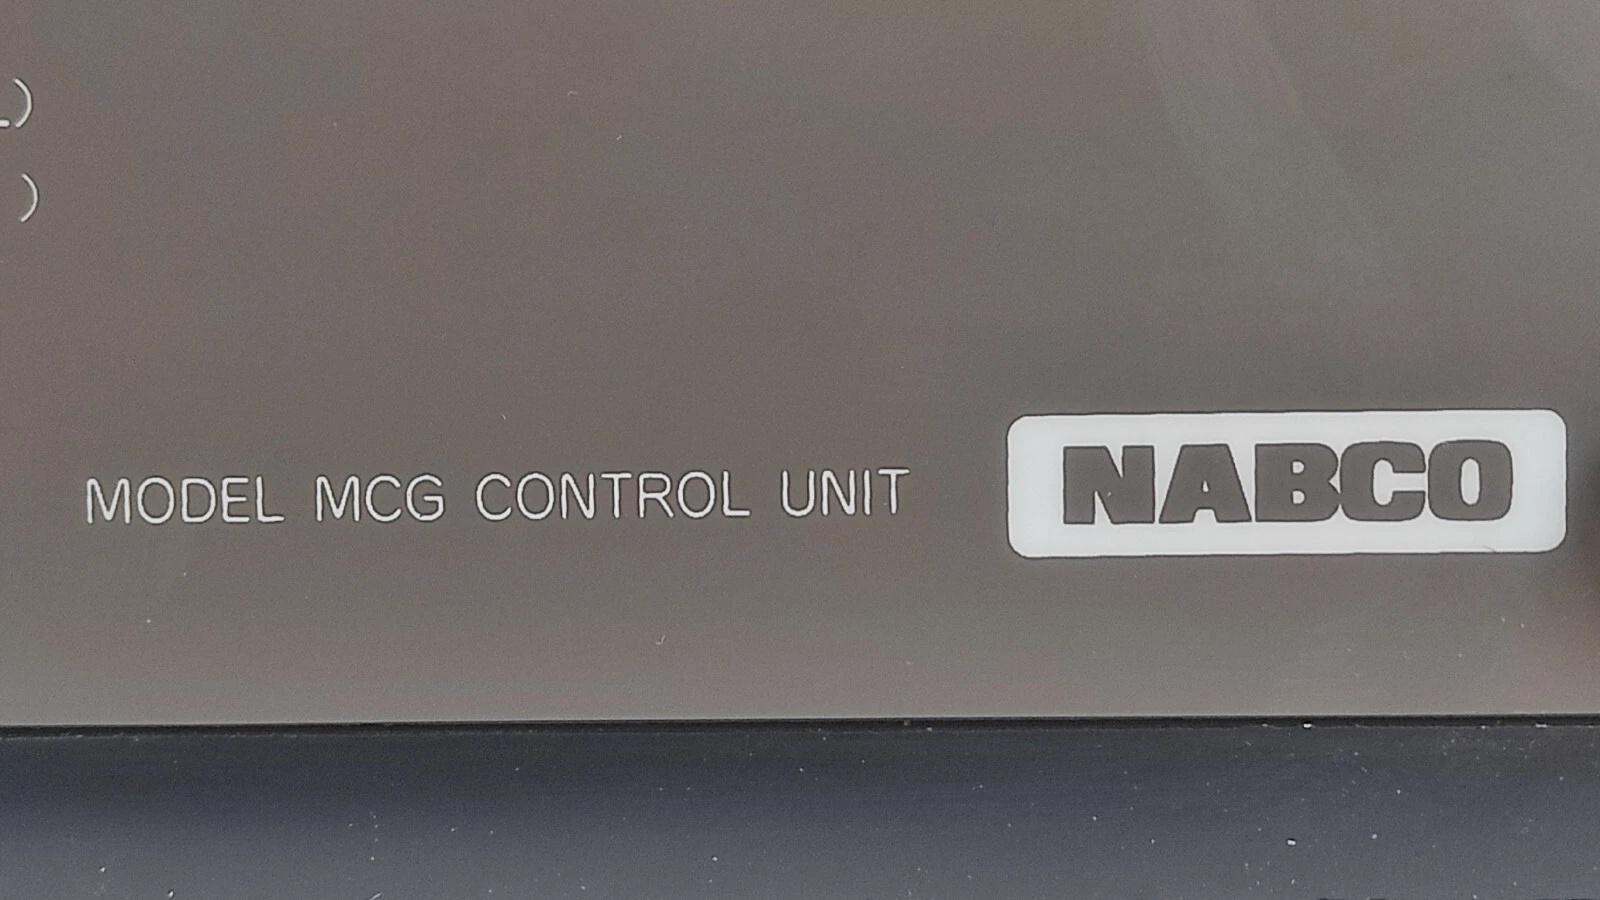 L)
)
MODEL MCG CONTROL UNIT
NABCO